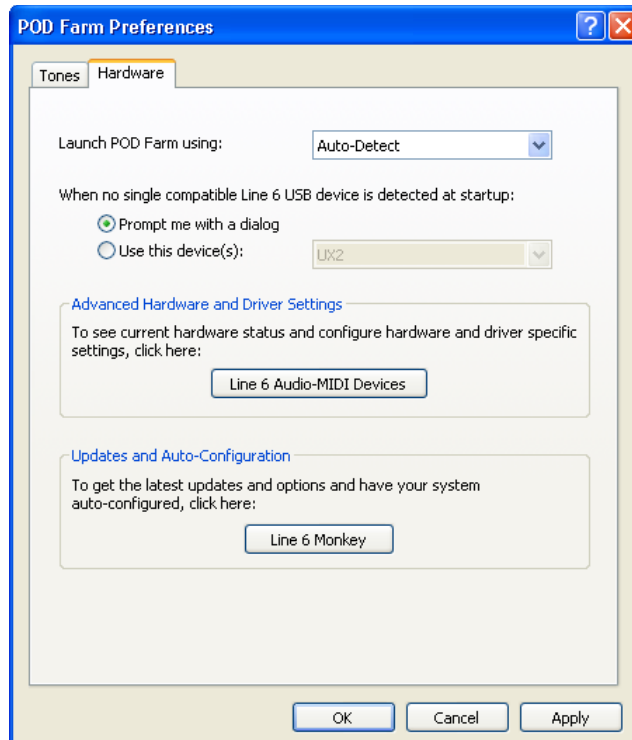 POD Farm Preferences
Tones
Hardware
Launch POD Farm using:
Auto-Detect
When no single compatible Line 6 USB device is detected at startup:
Prompt me with a dialog
Use this device(s):
UX2
Advanced Hardware and Driver Settings
To see current hardware status and configure hardware and driver specific
settings, click here:
Line 6 Audio-MIDI Devices
Updates and Auto-Configuration
To get the latest updates and options and have your system
auto-configured, click here:
Line 6 Monkey
OK
Cancel
Apply